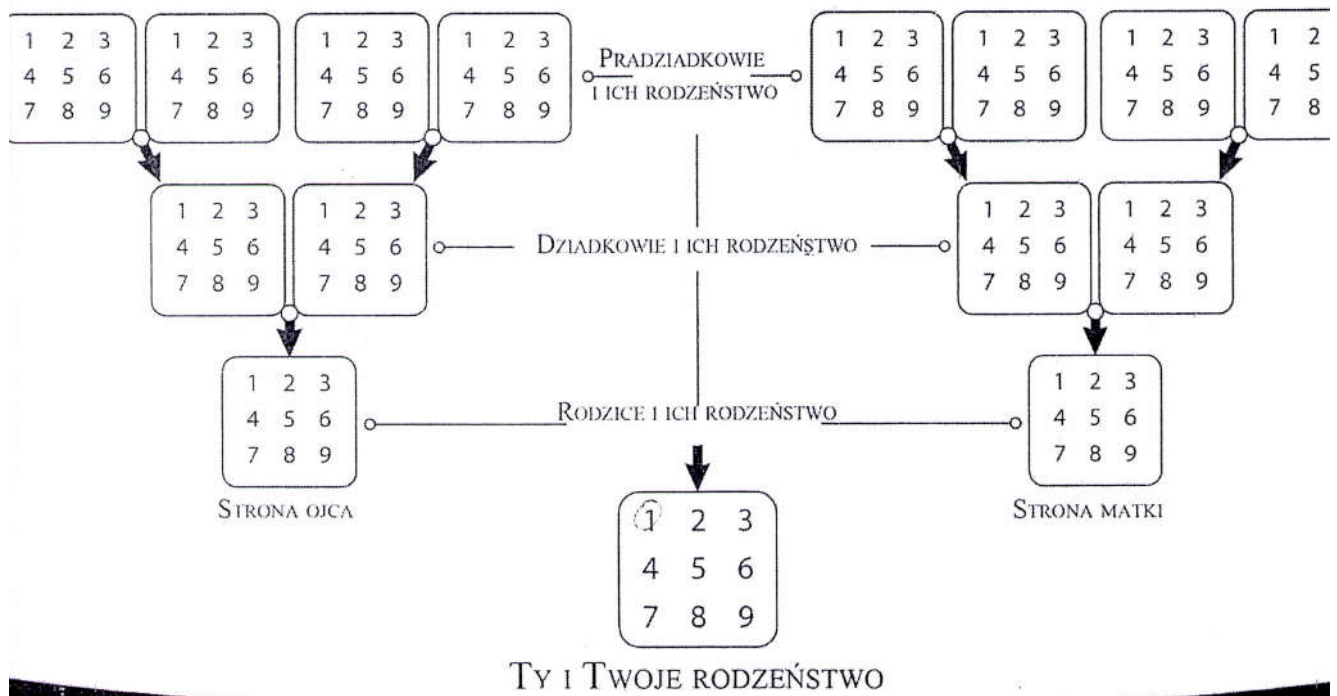 1 2 3 1 2 3 1 2 3 1 2 3 PRADZIADKOWIE 1 2 3 1 2 3 1 2 3 1 2
4 5 6 4 5 6 4 5 6 4 5 6 I ICH RODZEŃSTWO 4 5 6 4 5 6 4 5 6 4 5
7 8 9 7 8 9 7 8 9 7 8 9 7 8 9 7 8 9 7 8 9 7 8
1 2 3 1 2 3 1 2 3 1 2 3
4 5 6 4 5 6 DZIADKOWIE I ICH RODZEŃSTWO 4 5 6 4 5 6
7 8 9 7 8 9 7 8 9 7 8 9
1 2 3 1 2 3
4 5 6 RODZICE I ICH RODZEŃSTWO 4 5 6
7 8 9 7 8 9
STRONA OJCA STRONA MATKI
1 2 3
4 5 6
7 8 9
TY I TWOJE RODZEŃSTWO